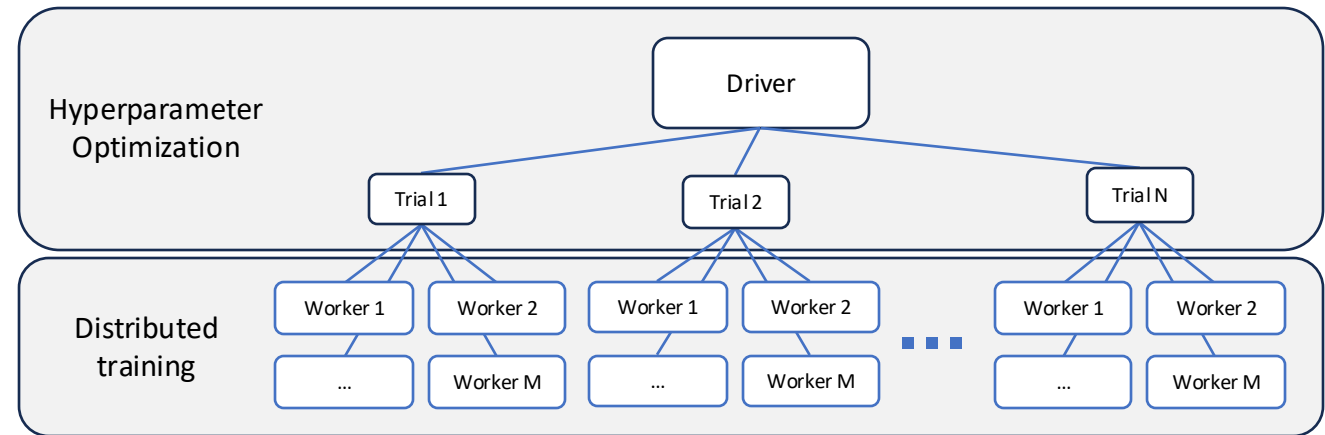 Driver
Hyperparameter
Optimization
Trial 1
Trial 2
Trial N
Worker 1
Worker 2
Worker 1
Worker 2
Worker 1
Worker 2
Distributed
training
...
Worker M
...
Worker M
...
Worker M